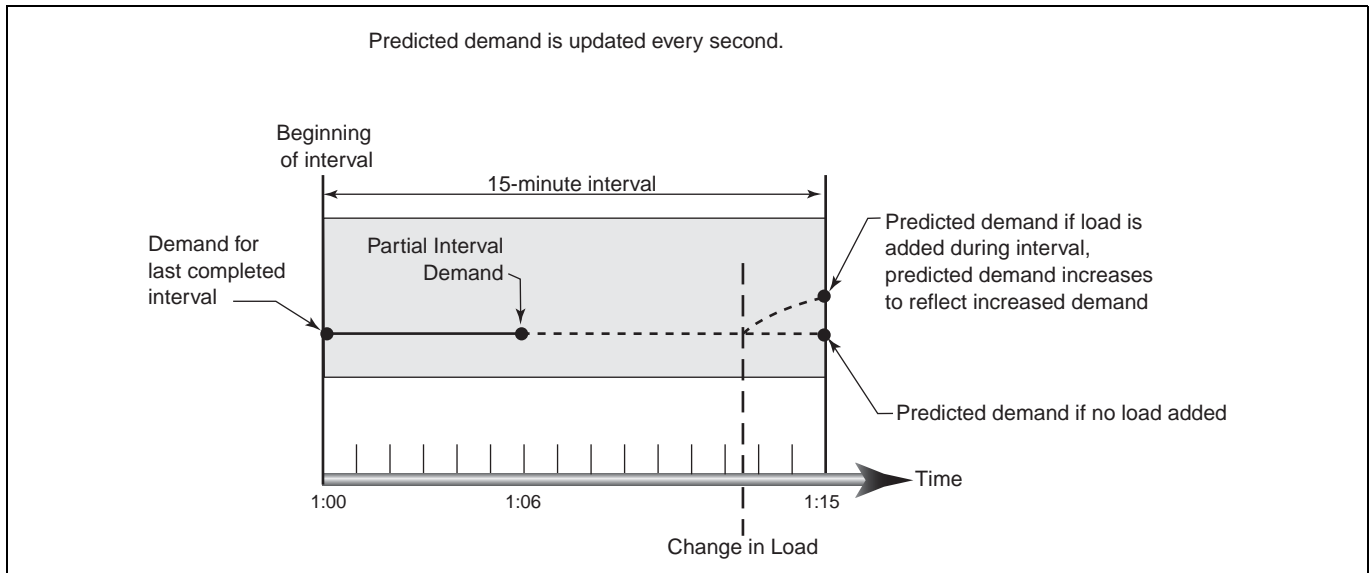 Predicted demand is updated every second.
Beginning
of interval
15-minute interval
Demand for
last completed
interval
Partial Interval
Demand
Predicted demand if load is
added during interval,
predicted demand increases
to reflect increased demand
Predicted demand if no load added
Time
1:00
1:06
1:15
Change in Load